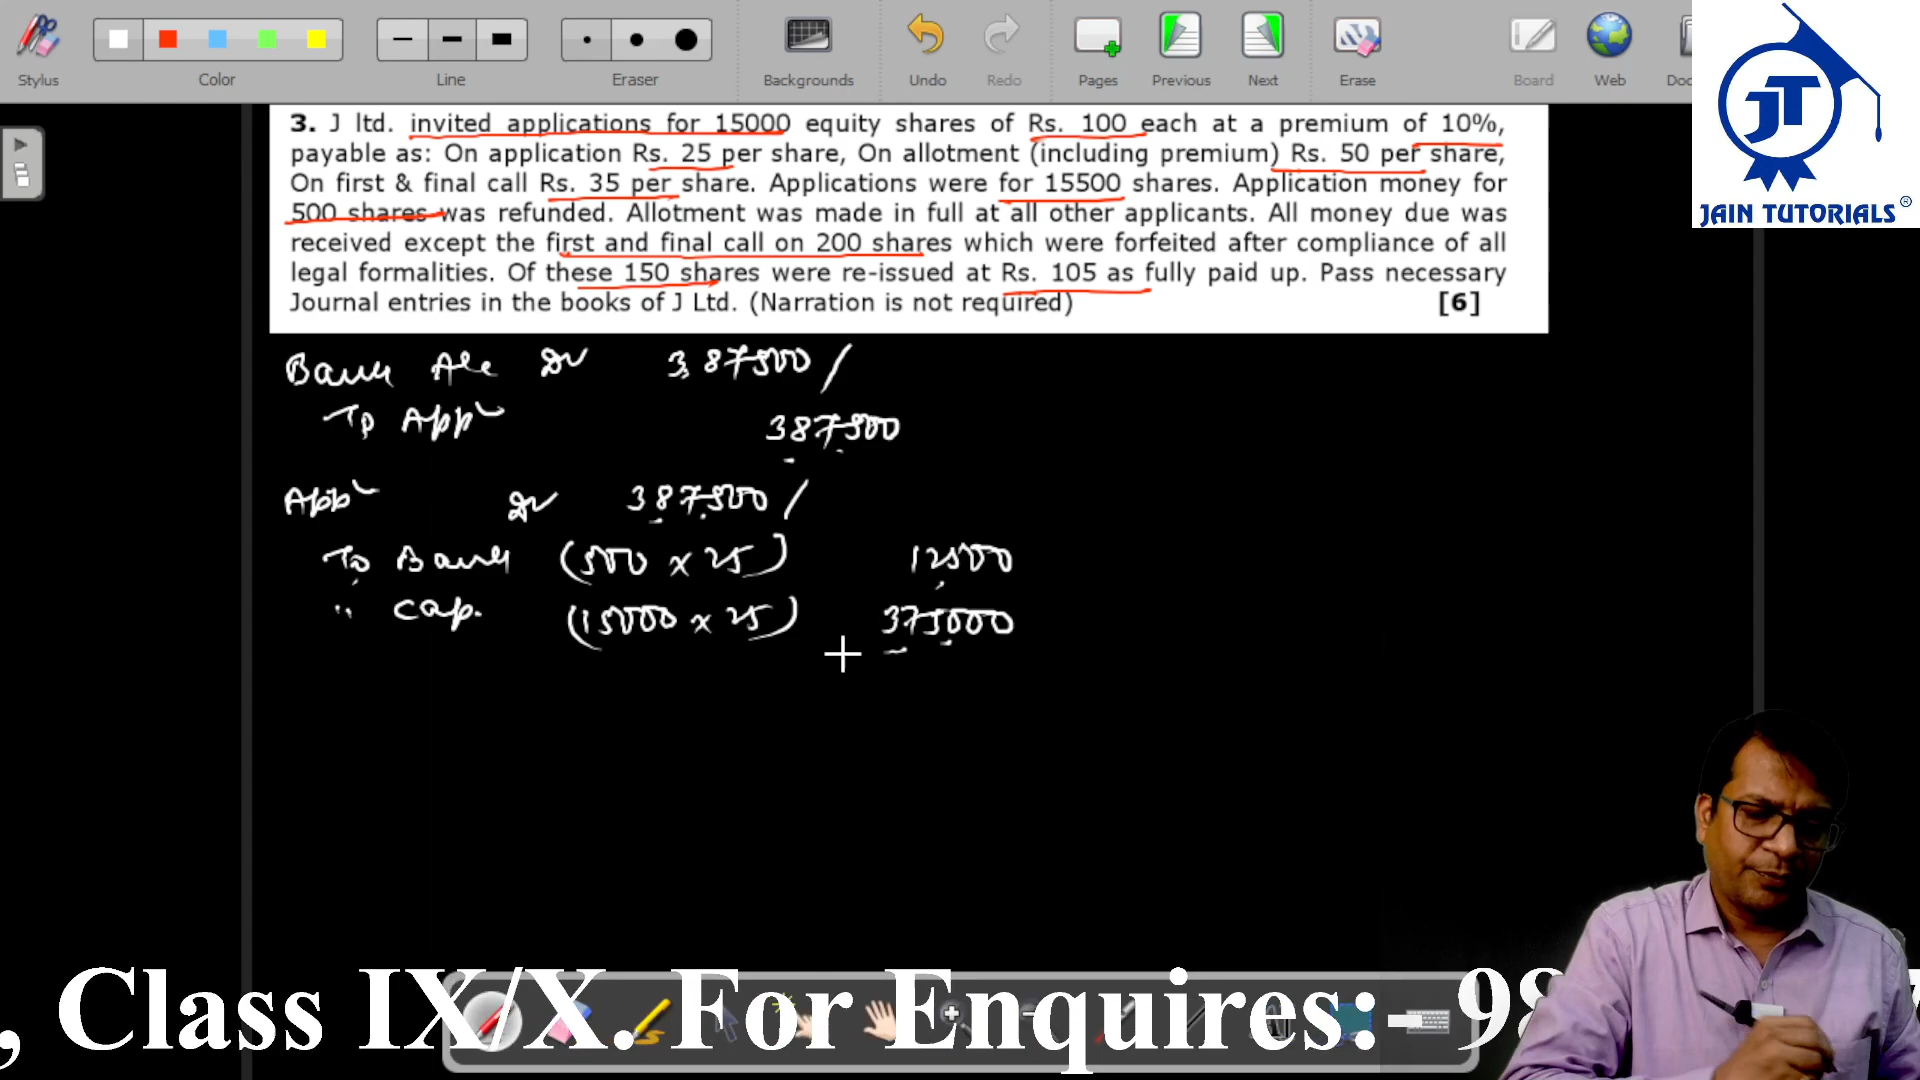 Stylus
Color
Line
Eraser
Backgrounds
Undo
Redo
Pages
Previous
Next
Erase
Board
Web
JT
JAIN TUTORIALS®
3. J ltd. invited applications for 15000 equity shares of Rs. 100 each at a premium of 10%,
payable as: On application Rs. 25 per share, On allotment (including premium) Rs. 50 per share,
On first & final call Rs. 35 per share. Applications were for 15500 shares. Application money for
500 shares was refunded. Allotment was made in full at all other applicants. All money due was
received except the first and final call on 200 shares which were forfeited after compliance of all
legal formalities. Of these 150 shares were re-issued at Rs. 105 as fully paid up. Pass necessary
Journal entries in the books of J Ltd. (Narration is not required) [6]
Bank A/c Dr 387500/
To App 387500
App Dr 387500/
To Bank (500 x 25) 12500
" cap. (15000 x 25) 375000
, Class IX/X. For Enquires:- 98